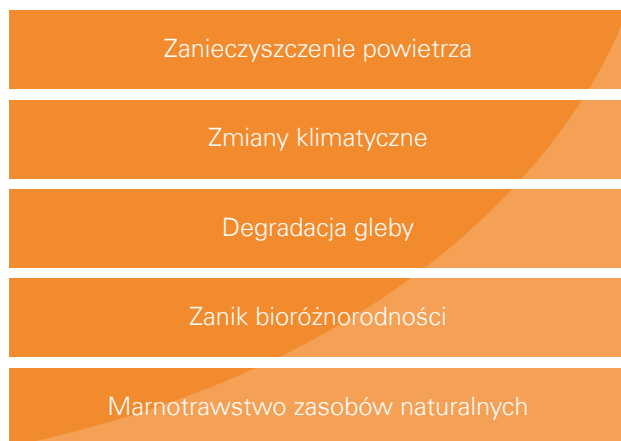 Zanieczyszczenie powietrza
Zmiany klimatyczne
Degradacja gleby
Zanik bioróżnorodności
Marnotrawstwo zasobów naturalnych